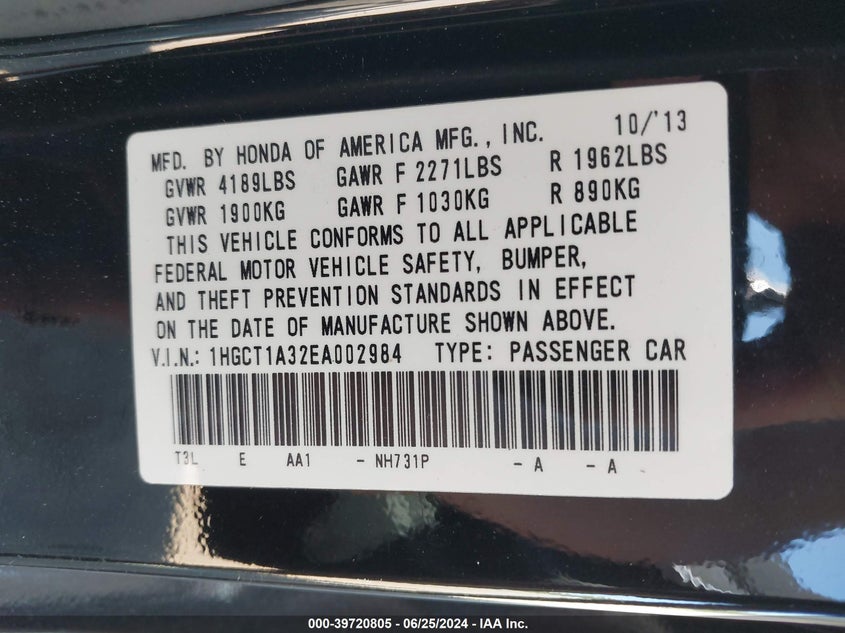 MFD. BY HONDA OF AMERICA MFG., INC. 10/'13
GVWR 4189LBS GAWR F 2271LBS R 1962LBS
GVWR 1900KG GAWR F 1030KG R 890KG
THIS VEHICLE CONFORMS TO ALL APPLICABLE
FEDERAL MOTOR VEHICLE SAFETY, BUMPER,
AND THEFT PREVENTION STANDARDS IN EFFECT
ON THE DATE OF MANUFACTURE SHOWN ABOVE.
V.I.N.: 1HGCT1A32EA002984 TYPE: PASSENGER CAR
T3L E AA1 - NH731P - A - A
000-39720805 - 06/25/2024 - IAA Inc.